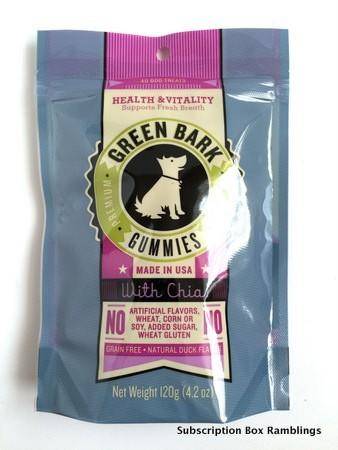 40 DOG TREATS
HEALTH & VITALITY
Supports Fresh Breath
GREEN BARK
PREMIUM
GUMMIES
MADE IN USA
With Chia
NO
ARTIFICIAL FLAVORS,
WHEAT, CORN OR
SOY, ADDED SUGAR,
WHEAT GLUTEN
NO
GRAIN FREE • NATURAL DUCK FLAVOR
Net Weight 120g (4.2 oz)
Subscription Box Ramblings